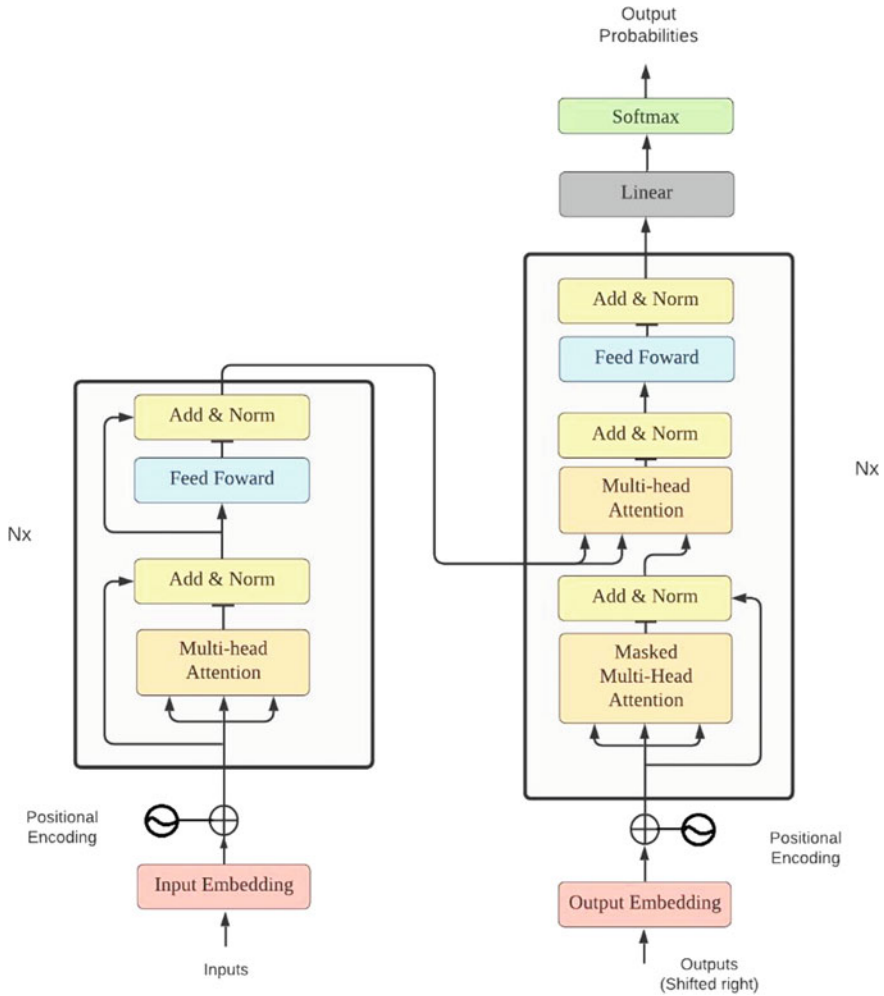 Output
Probabilities
Softmax
Linear
Add & Norm
Feed Foward
Add & Norm
Multi-head
Attention
Nx
Add & Norm
Masked
Multi-Head
Attention
Positional
Encoding
Output Embedding
Outputs
(Shifted right)
Add & Norm
Feed Foward
Nx
Add & Norm
Multi-head
Attention
Positional
Encoding
Input Embedding
Inputs